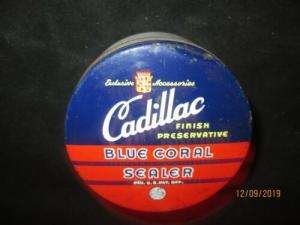 Exclusive Accessories
Cadillac
FINISH
PRESERVATIVE
BLUE CORAL
SEALER
REG. U.S. PAT. OFF.
12/09/2019